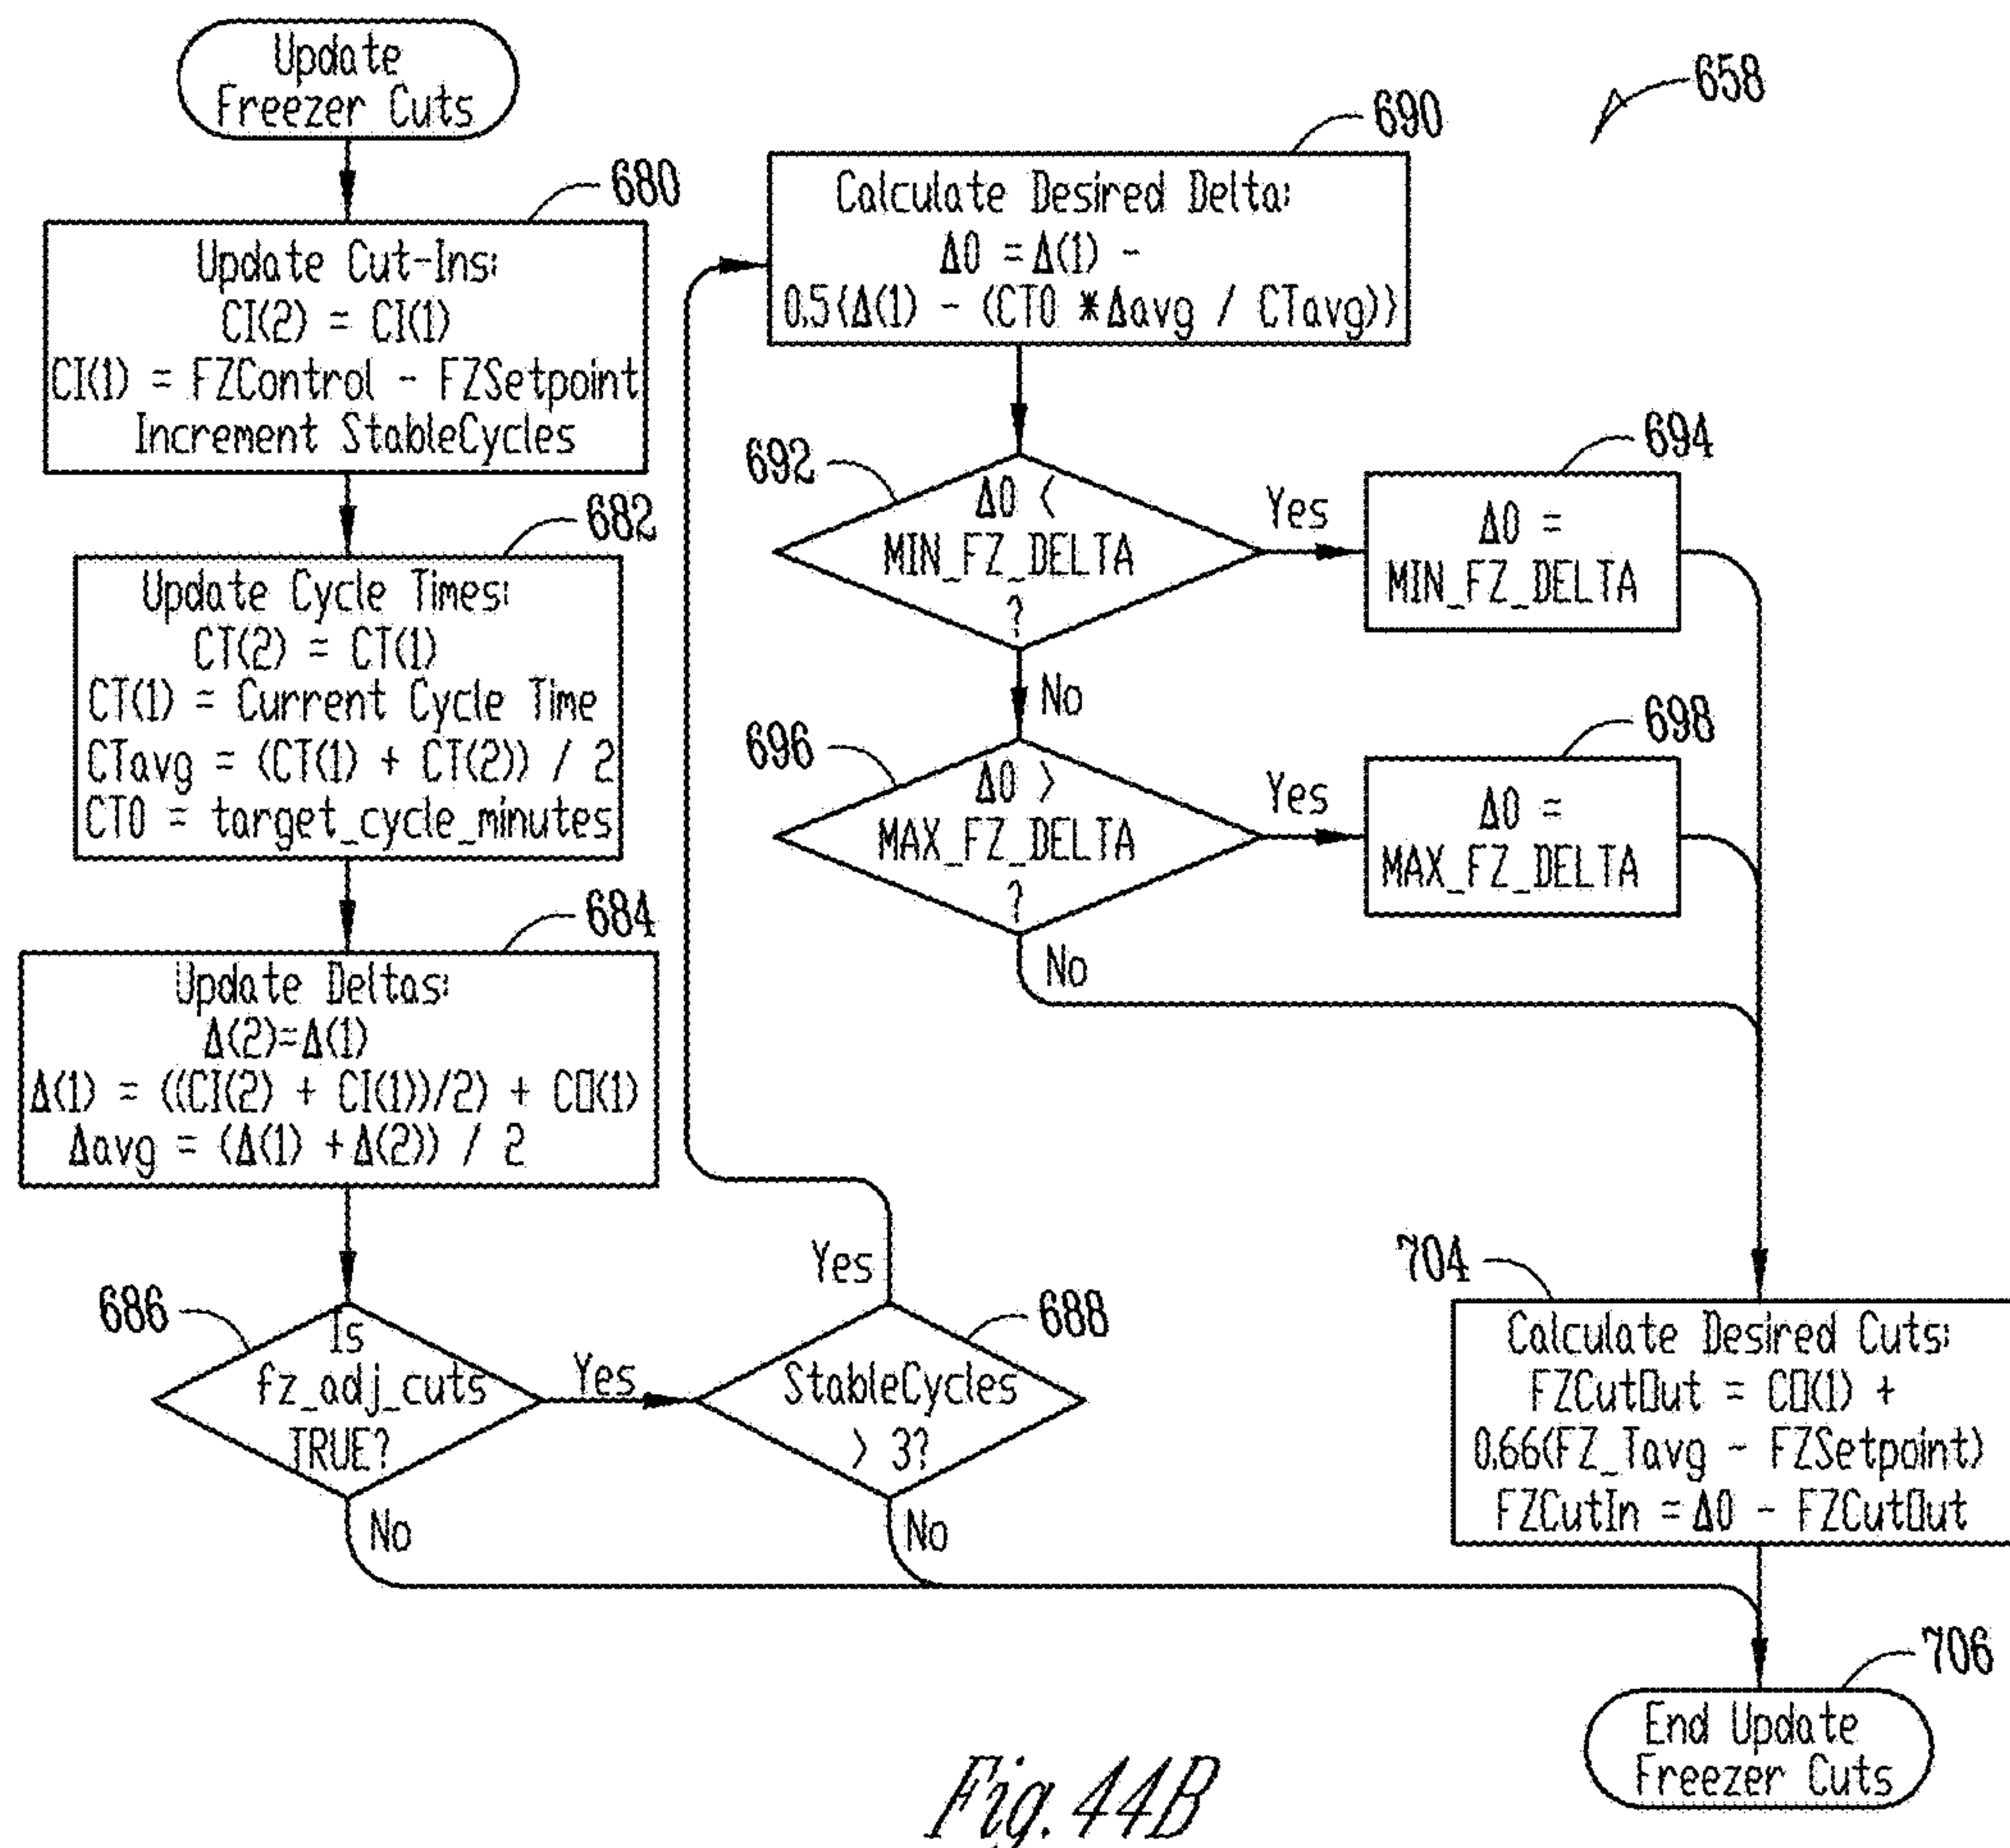 Update
Freezer Cuts
680
Update Cut-Ins:
CI(2) = CI(1)
CI(1) = FZControl - FZSetpoint
Increment StableCycles
682
Update Cycle Times:
CT(2) = CT(1)
CT(1) = Current Cycle Time
CTavg = (CT(1) + CT(2)) / 2
CT0 = target_cycle_minutes
684
Update Deltas:
Δ(2)=Δ(1)
Δ(1) = ((CI(2) + CI(1))/2) + CO(1)
Δavg = (Δ(1) +Δ(2)) / 2
686
Is
fz_adj_cuts
TRUE?
Yes
No
688
StableCycles
> 3?
Yes
No
658
690
Calculate Desired Delta:
Δ0 = Δ(1) -
0.5(Δ(1) - (CT0 *Δavg / CTavg))
692
Δ0 <
MIN_FZ_DELTA
?
Yes
No
694
Δ0 =
MIN_FZ_DELTA
696
Δ0 >
MAX_FZ_DELTA
?
Yes
No
698
Δ0 =
MAX_FZ_DELTA
704
Calculate Desired Cuts:
FZCutOut = CO(1) +
0.66(FZ_Tavg - FZSetpoint)
FZCutIn = Δ0 - FZCutOut
706
End Update
Freezer Cuts
Fig. 44B